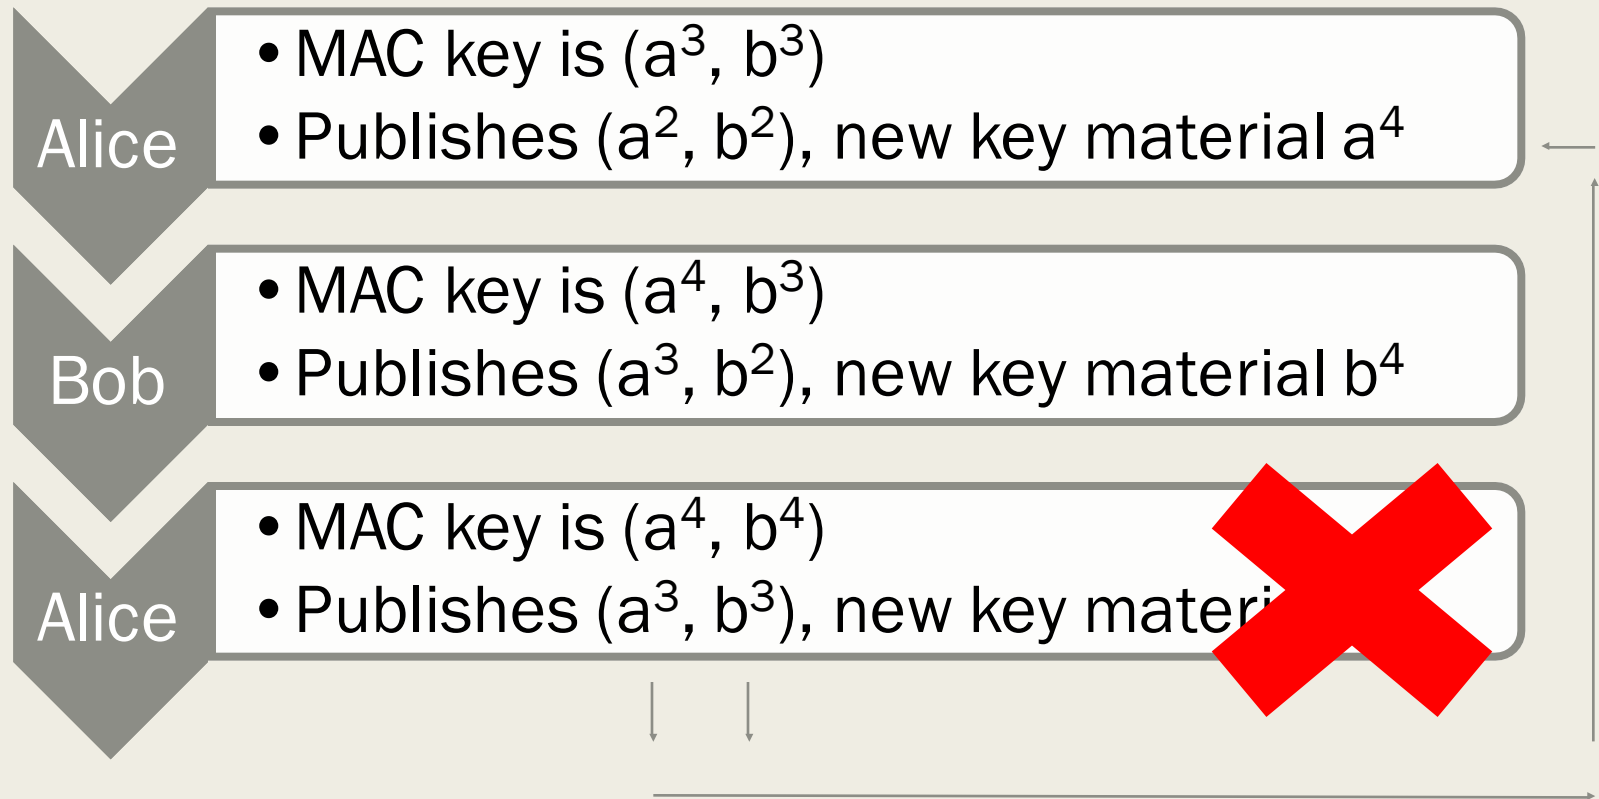 Alice
• MAC key is (a³, b³)
• Publishes (a², b²), new key material a⁴
Bob
• MAC key is (a⁴, b³)
• Publishes (a³, b²), new key material b⁴
Alice
• MAC key is (a⁴, b⁴)
• Publishes (a³, b³), new key materi